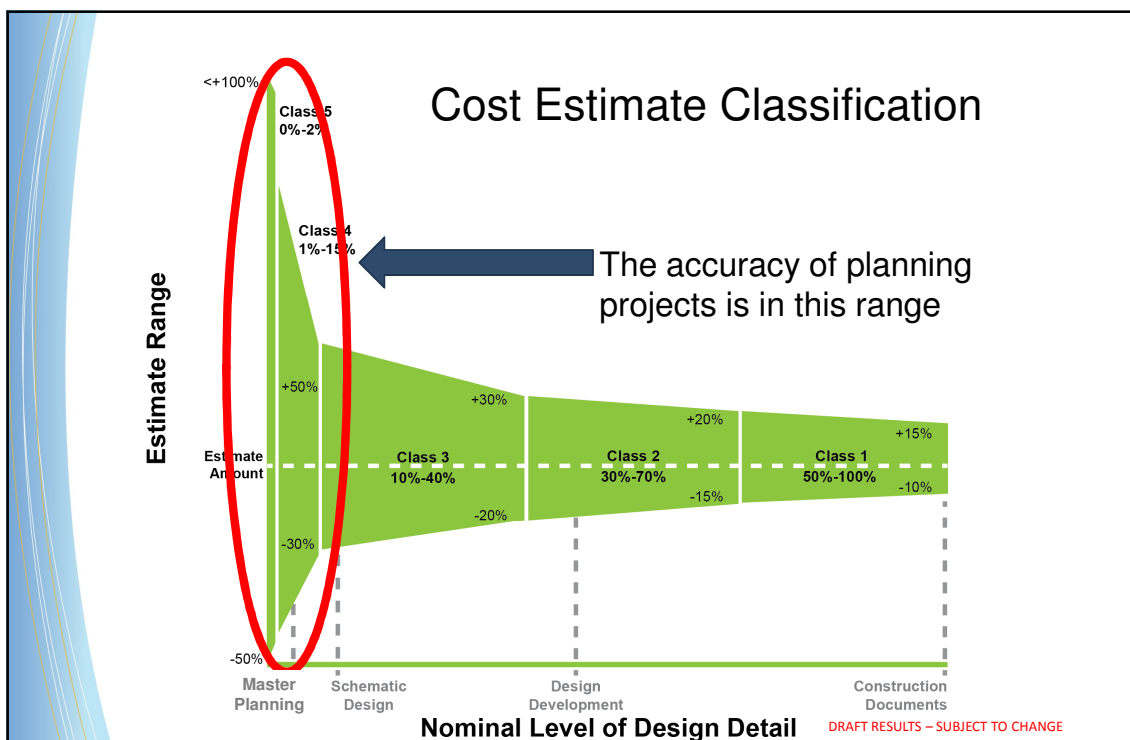 Cost Estimate Classification
<+100%
Class 5
0%-2%
Class 4
1%-15%
The accuracy of planning
projects is in this range
Estimate Range
+50%
+30%
+20%
+15%
Estimate
Amount
Class 3
10%-40%
Class 2
30%-70%
Class 1
50%-100%
-30%
-20%
-15%
-10%
-50%
Master
Planning
Schematic
Design
Design
Development
Construction
Documents
Nominal Level of Design Detail
DRAFT RESULTS – SUBJECT TO CHANGE